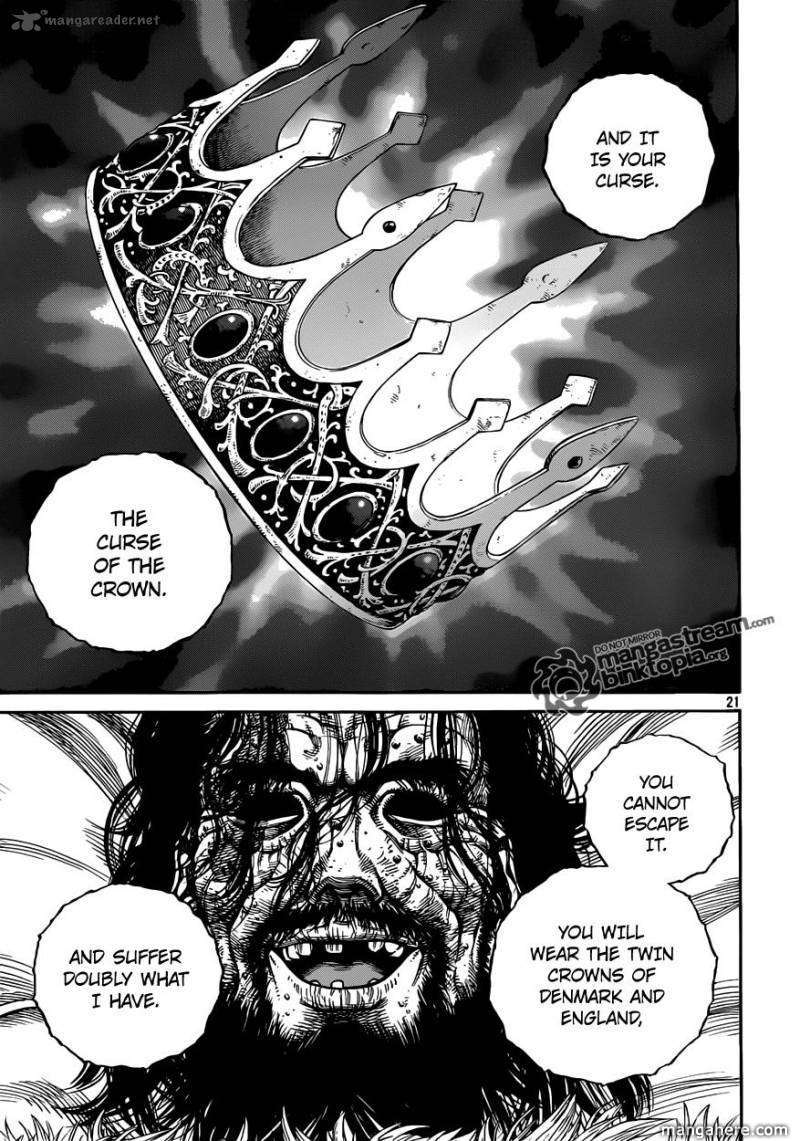 mangareader.net
AND IT
IS YOUR
CURSE.
THE
CURSE
OF THE
CROWN.
DO NOT MIRROR
mangastream.com
binktopia.org
21
YOU
CANNOT
ESCAPE
IT.
YOU WILL
WEAR THE TWIN
CROWNS OF
DENMARK AND
ENGLAND,
AND SUFFER
DOUBLY WHAT
I HAVE.
mangahere.com